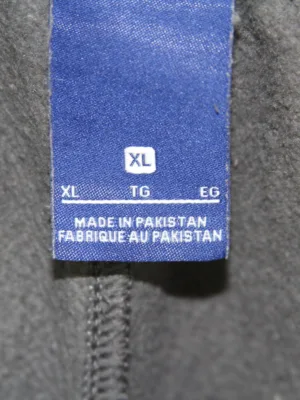 XL
XL TG EG
MADE IN PAKISTAN
FABRIQUE AU PAKISTAN